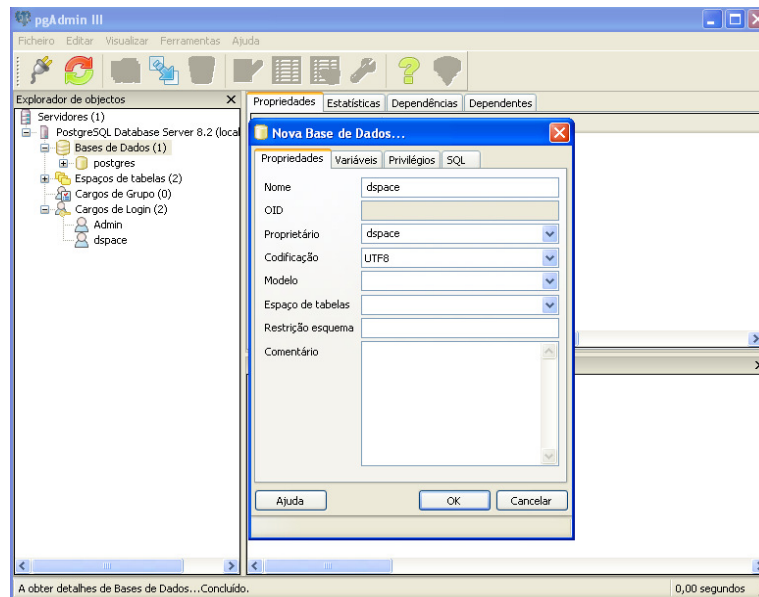 pgAdmin III
Ficheiro Editar Visualizar Ferramentas Ajuda
Explorador de objectos
Servidores (1)
PostgreSQL Database Server 8.2 (local
Bases de Dados (1)
postgres
Espaços de tabelas (2)
Cargos de Grupo (0)
Cargos de Login (2)
Admin
dspace
Propriedades Estatísticas Dependências Dependentes
Nova Base de Dados...
Propriedades Variáveis Privilégios SQL
Nome dspace
OID
Proprietário dspace
Codificação UTF8
Modelo
Espaço de tabelas
Restrição esquema
Comentário
Ajuda OK Cancelar
A obter detalhes de Bases de Dados...Concluído. 0,00 segundos